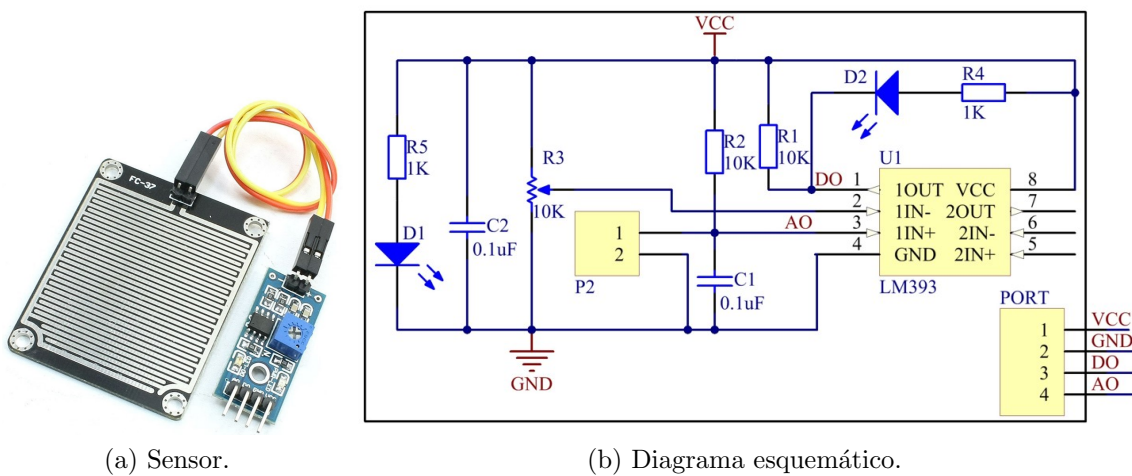 FC-37
VCC
R5
1K
D1
C2
0.1uF
R3
10K
GND
P2
1
2
R2
10K
R1
10K
C1
0.1uF
D2
R4
1K
DO
AO
U1
1 1OUT VCC 8
2 1IN- 2OUT 7
3 1IN+ 2IN- 6
4 GND 2IN+ 5
LM393
PORT
1 VCC
2 GND
3 DO
4 AO
(a) Sensor.
(b) Diagrama esquemático.